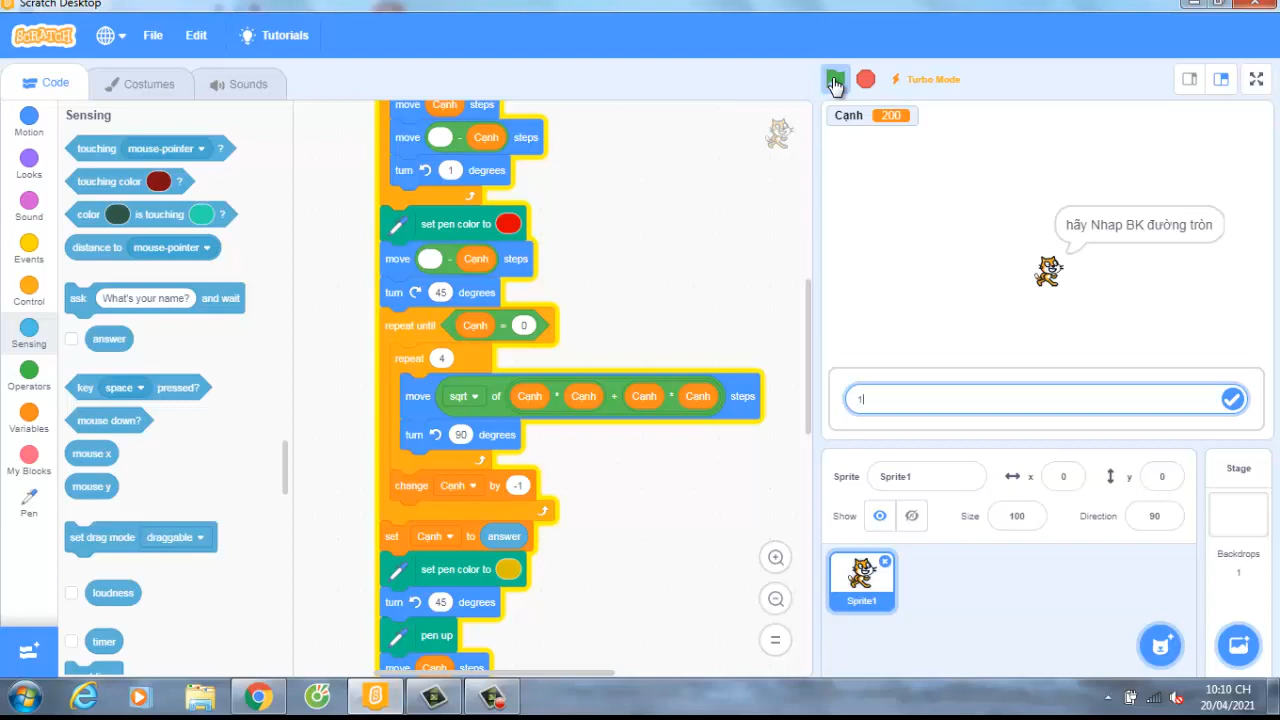 Scratch Desktop
SCRATCH
File
Edit
Tutorials
Code
Costumes
Sounds
Turbo Mode
Sensing
Motion
Looks
Sound
Events
Control
Sensing
Operators
Variables
My Blocks
Pen
touching mouse-pointer ?
touching color ?
color is touching ?
distance to mouse-pointer
ask What's your name? and wait
answer
key space pressed?
mouse down?
mouse x
mouse y
set drag mode draggable
loudness
timer
move Cạnh steps
move - Cạnh steps
turn 1 degrees
set pen color to
move - Cạnh steps
turn 45 degrees
repeat until Cạnh = 0
repeat 4
move sqrt of Cạnh * Cạnh + Cạnh * Cạnh steps
turn 90 degrees
change Cạnh by -1
set Cạnh to answer
set pen color to
turn 45 degrees
pen up
move Cạnh steps
Cạnh 200
hãy Nhap BK đường tròn
1
Sprite Sprite1 x 0 y 0
Show Size 100 Direction 90
Sprite1
Stage
Backdrops
1
10:10 CH
20/04/2021